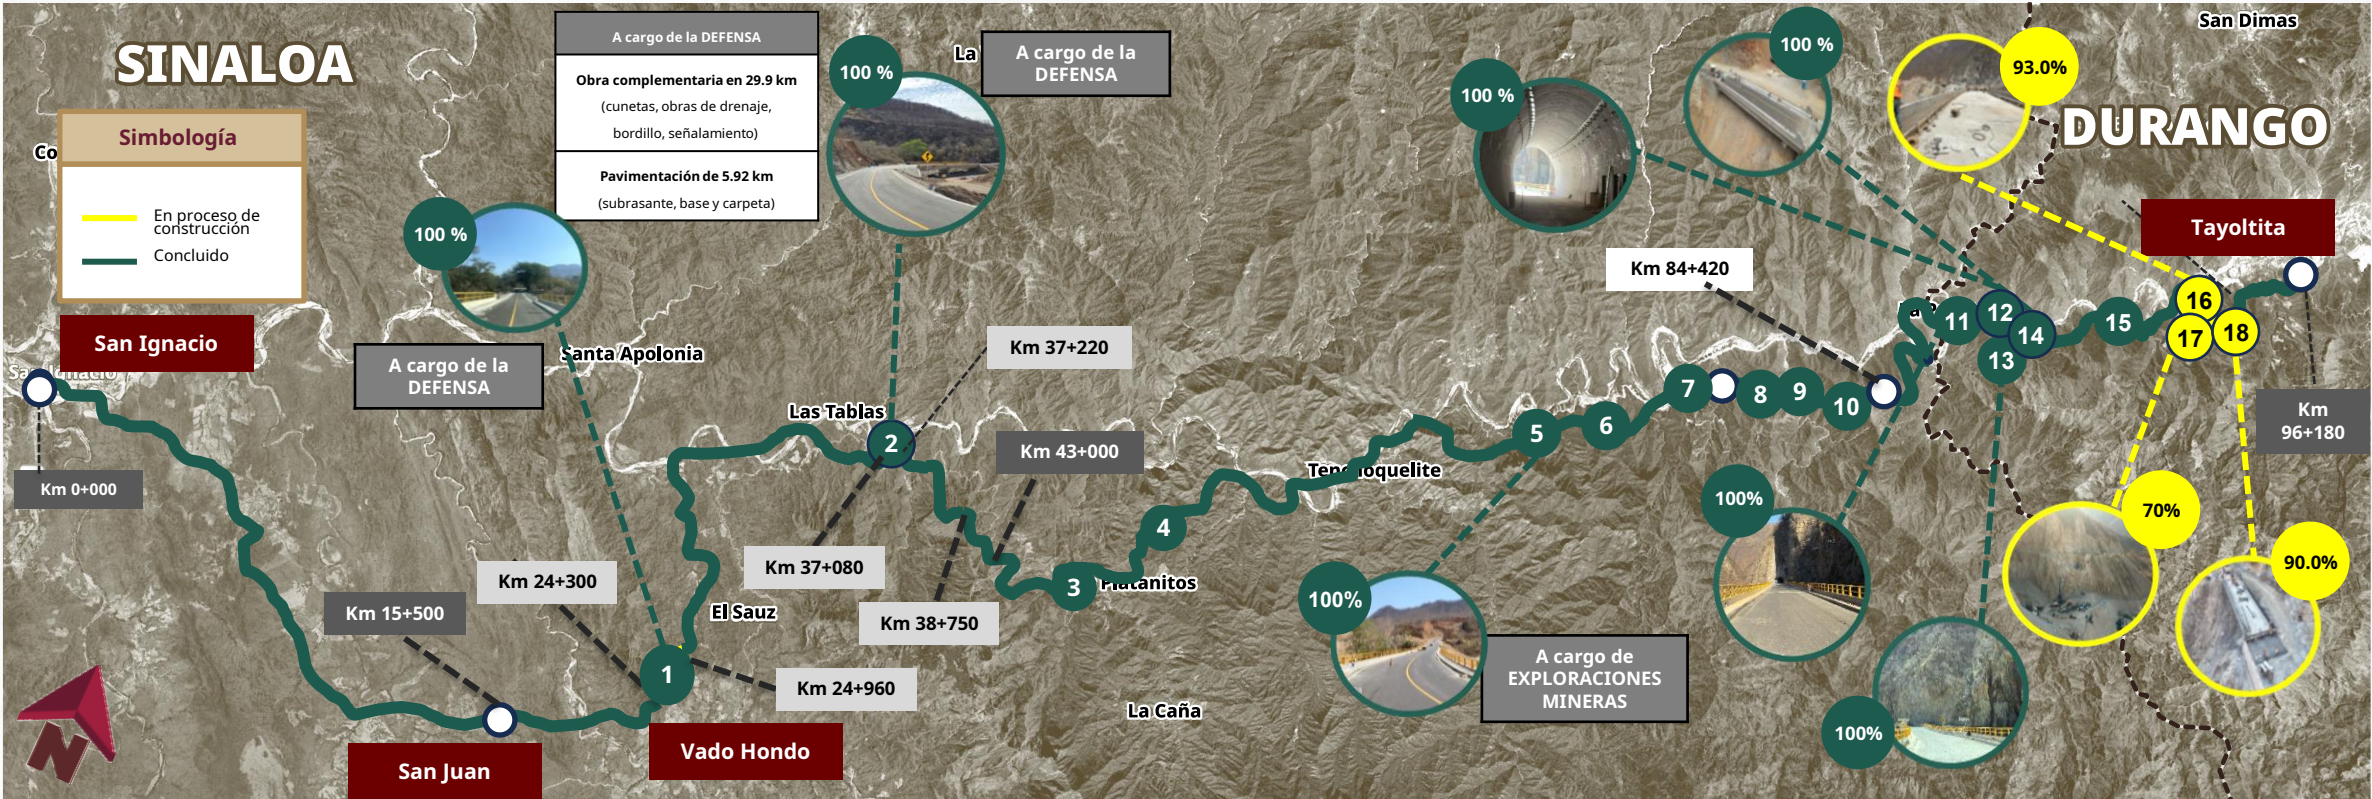 SINALOA
Simbología
En proceso de
construcción
Concluido
A cargo de la DEFENSA
Obra complementaria en 29.9 km
(cunetas, obras de drenaje,
bordillo, señalamiento)
Pavimentación de 5.92 km
(subrasante, base y carpeta)
100 %
La
A cargo de la
DEFENSA
100 %
100 %
93.0%
San Dimas
DURANGO
Co
100 %
San Ignacio
San Ignacio
Km 0+000
A cargo de la
DEFENSA
Santa Apolonia
Las Tablas
2
Km 37+220
Km 43+000
Km 37+080
Km 38+750
Km 24+300
Km 15+500
El Sauz
1
Km 24+960
San Juan
Vado Hondo
N
3
Platanitos
4
La Caña
5
6
7
8
9
10
Km 84+420
11
12
13
14
15
16
17
18
Tayoltita
Km
96+180
100%
A cargo de
EXPLORACIONES
MINERAS
100%
100%
70%
90.0%